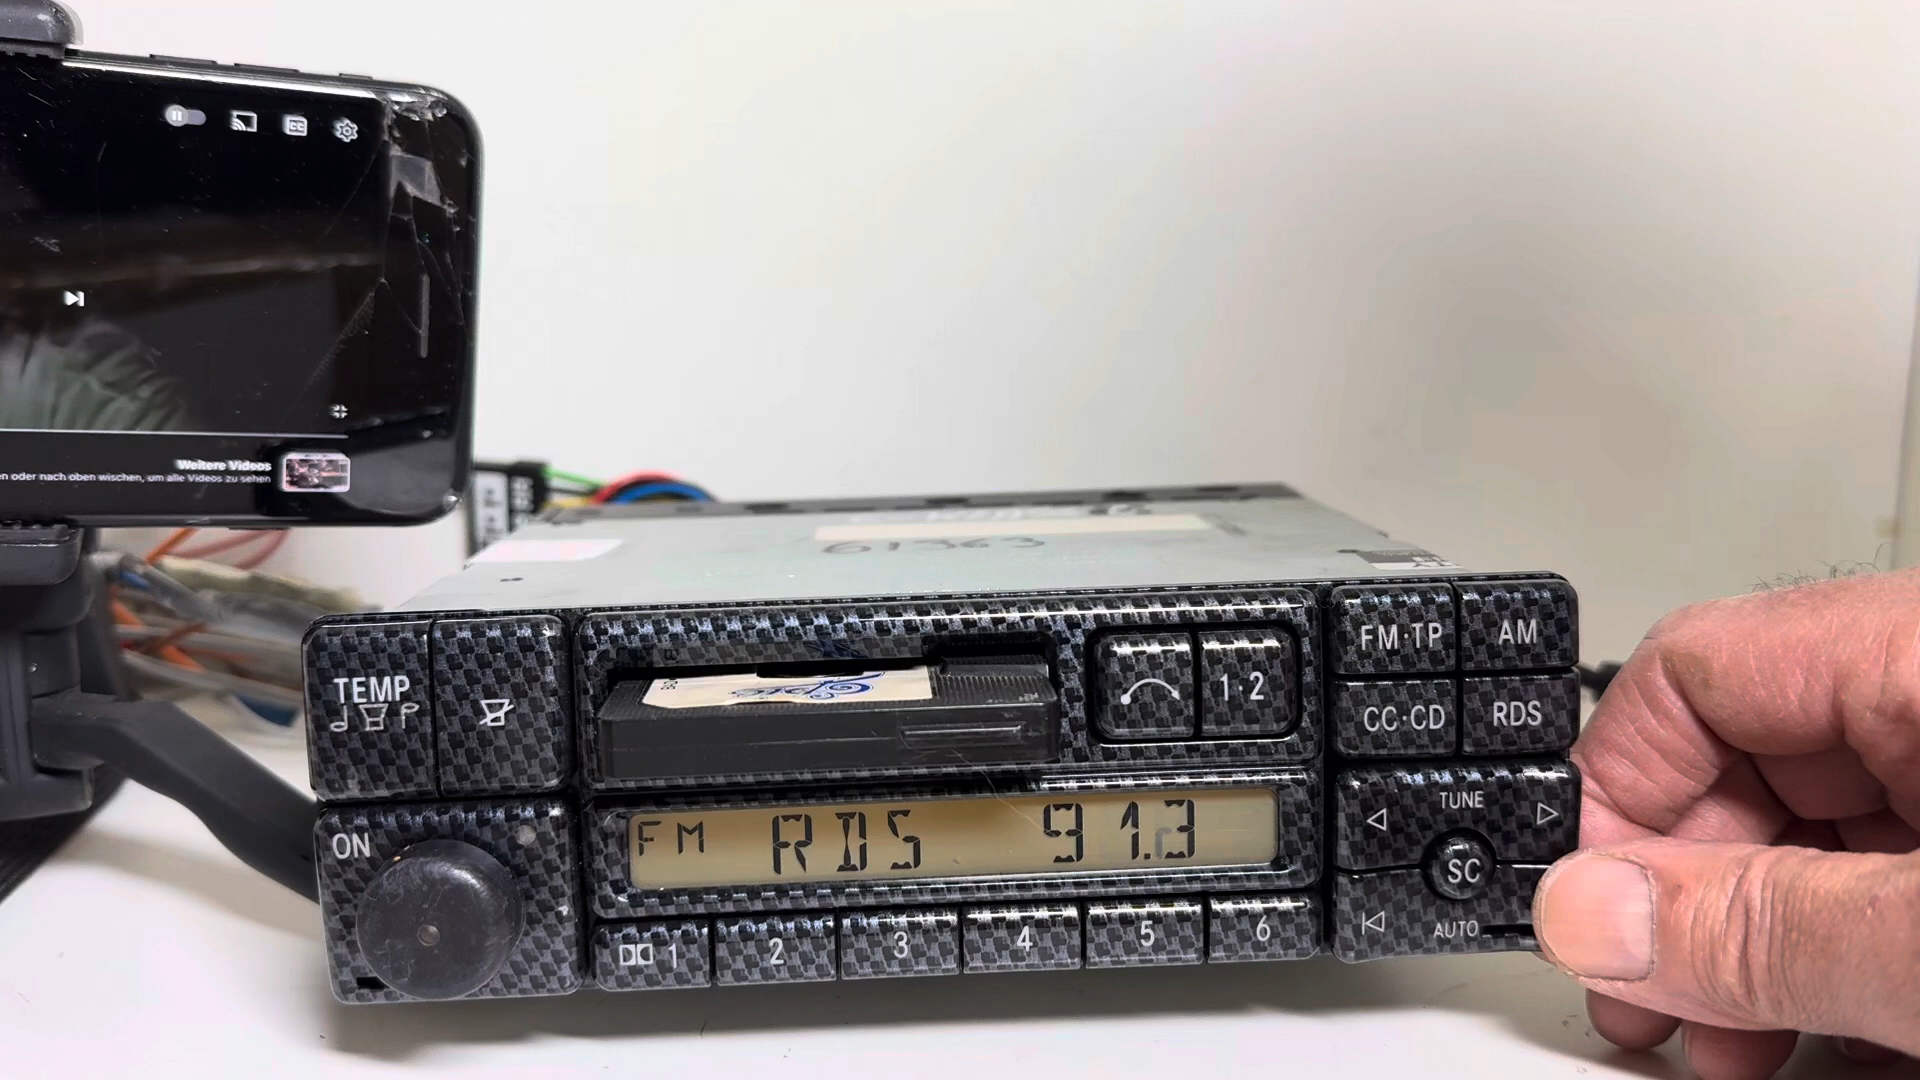 CC
Weitere Videos
en oder nach oben wischen, um alle Videos zu sehen
61363
TEMP
1·2
FM·TP
AM
CC·CD
RDS
ON
FM RDS 91.3
TUNE
SC
AUTO
1
2
3
4
5
6